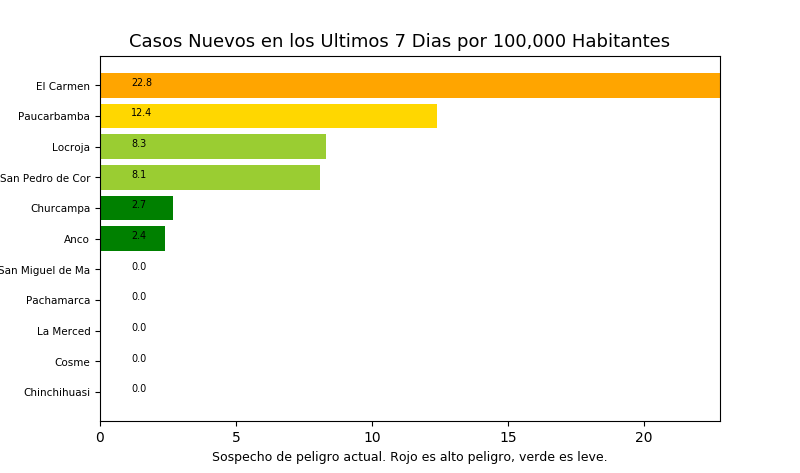 Casos Nuevos en los Ultimos 7 Dias por 100,000 Habitantes
El Carmen 22.8
Paucarbamba 12.4
Locroja 8.3
San Pedro de Cor 8.1
Churcampa 2.7
Anco 2.4
San Miguel de Ma 0.0
Pachamarca 0.0
La Merced 0.0
Cosme 0.0
Chinchihuasi 0.0
0 5 10 15 20
Sospecho de peligro actual. Rojo es alto peligro, verde es leve.